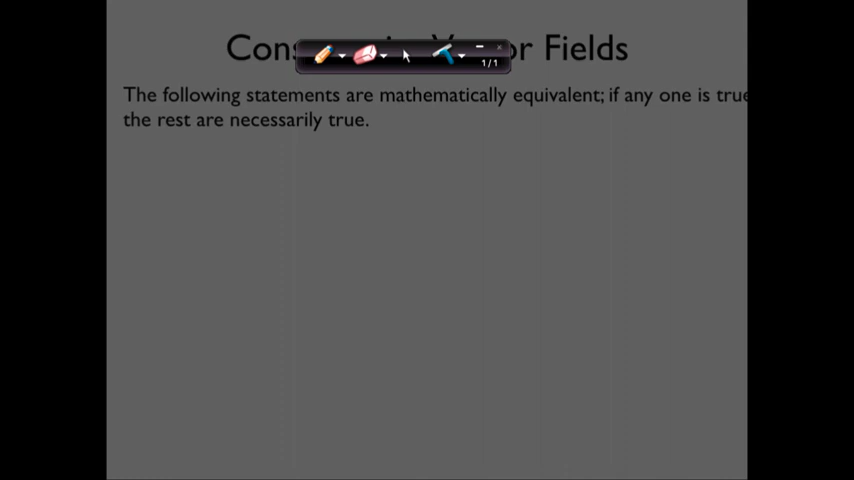 Cons or Fields
1/1
The following statements are mathematically equivalent; if any one is true
the rest are necessarily true.